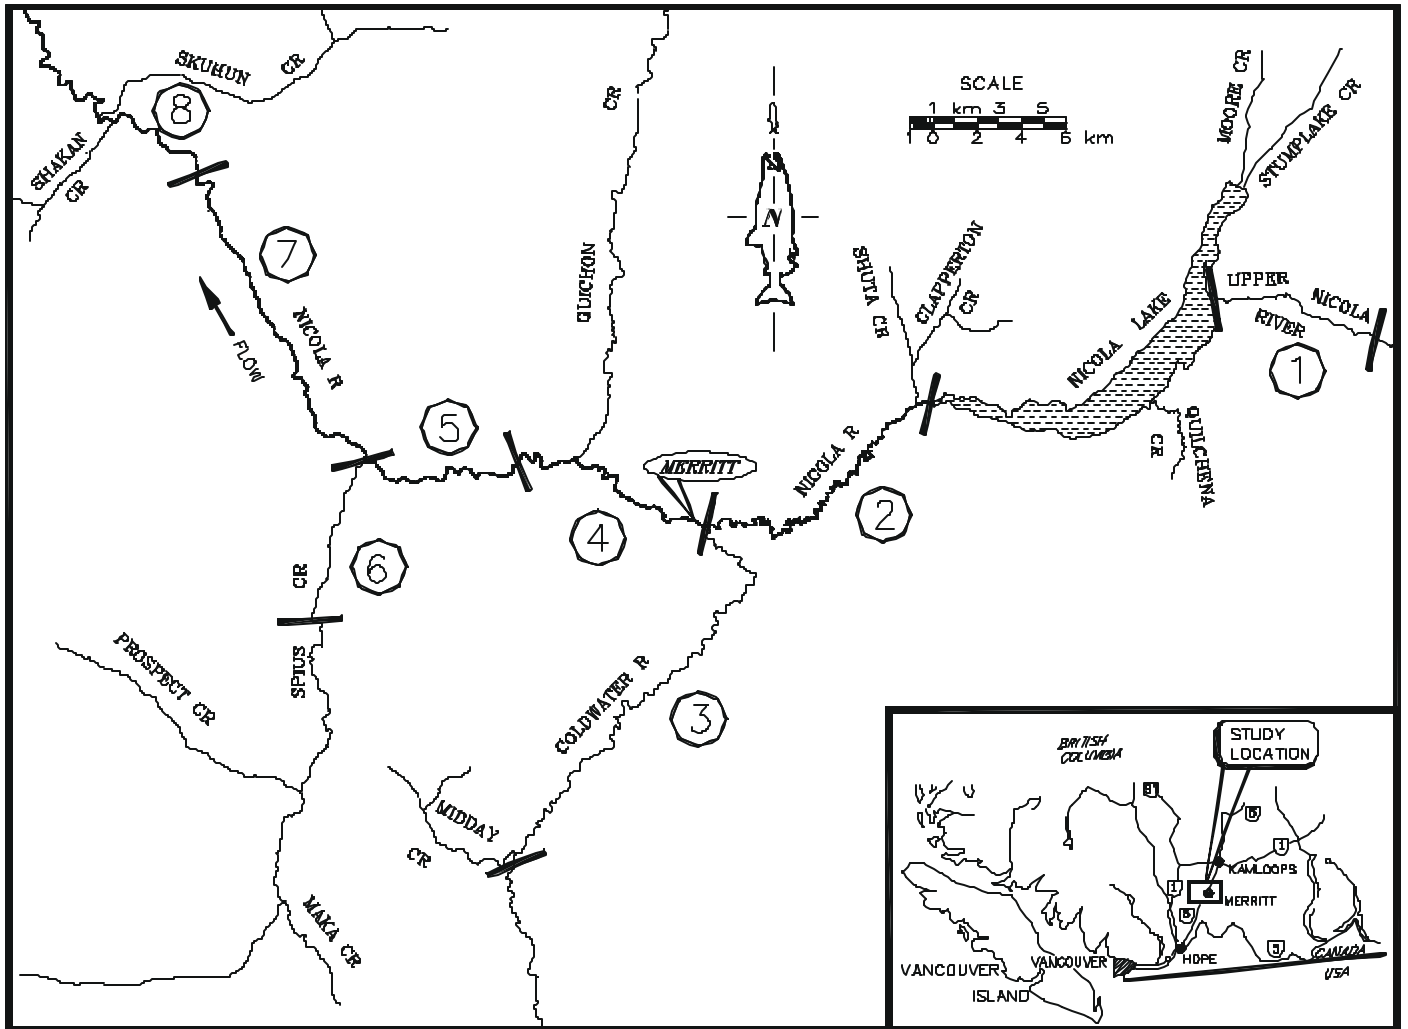 SKUHUN CR
8
SHAKAN CR
7
FLOW
NICOLA R
QUICHON CR
SCALE
1 km 3 5
1 0 2 4 6 km
N
MOORE CR
STUMPLAKE CR
SHUTA CR
CLAPPERTON CR
NICOLA LAKE
UPPER NICOLA RIVER
1
QUILCHENA CR
5
MERRITT
NICOLA R
2
4
6
SPIUS CR
PROSPECT CR
COLDWATER R
3
MIDDAY CR
MAKA CR
STUDY
LOCATION
BRITISH
COLUMBIA
97
5
1
KAMLOOPS
1
MERRITT
5
HOPE
3
VANCOUVER
VANCOUVER
ISLAND
CANADA
USA